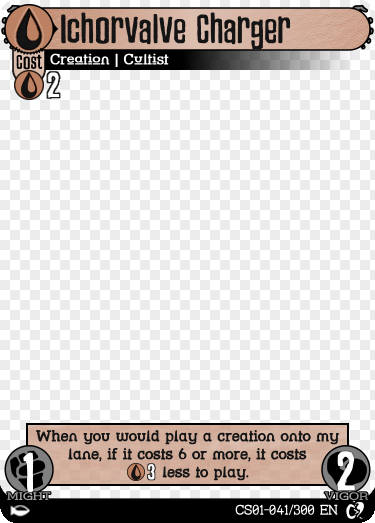 Ichorvalve Charger
Cost
Creation | Cultist
2
When you would play a creation onto my
lane, if it costs 6 or more, it costs
3 less to play.
1
MIGHT
2
VIGOR
CS01-041/300 EN